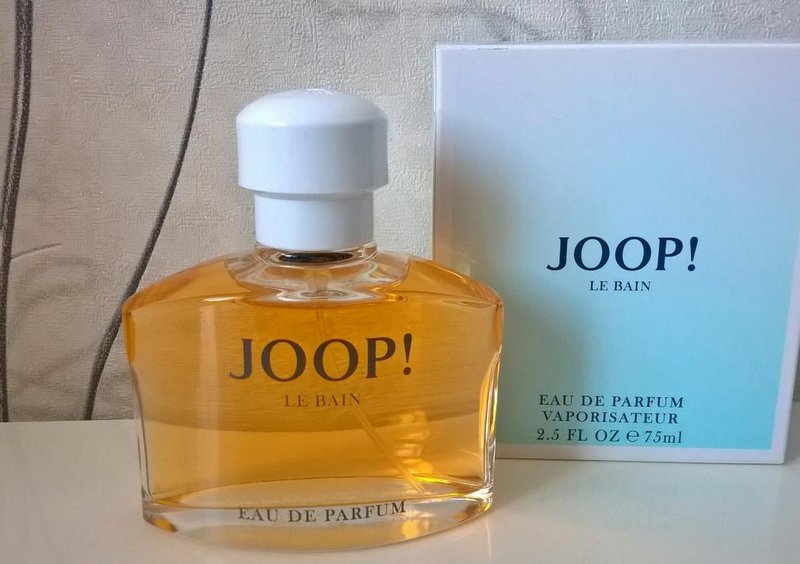 JOOP!
LE BAIN
EAU DE PARFUM
JOOP!
LE BAIN
EAU DE PARFUM
VAPORISATEUR
2.5 FL OZ ℮ 75ml